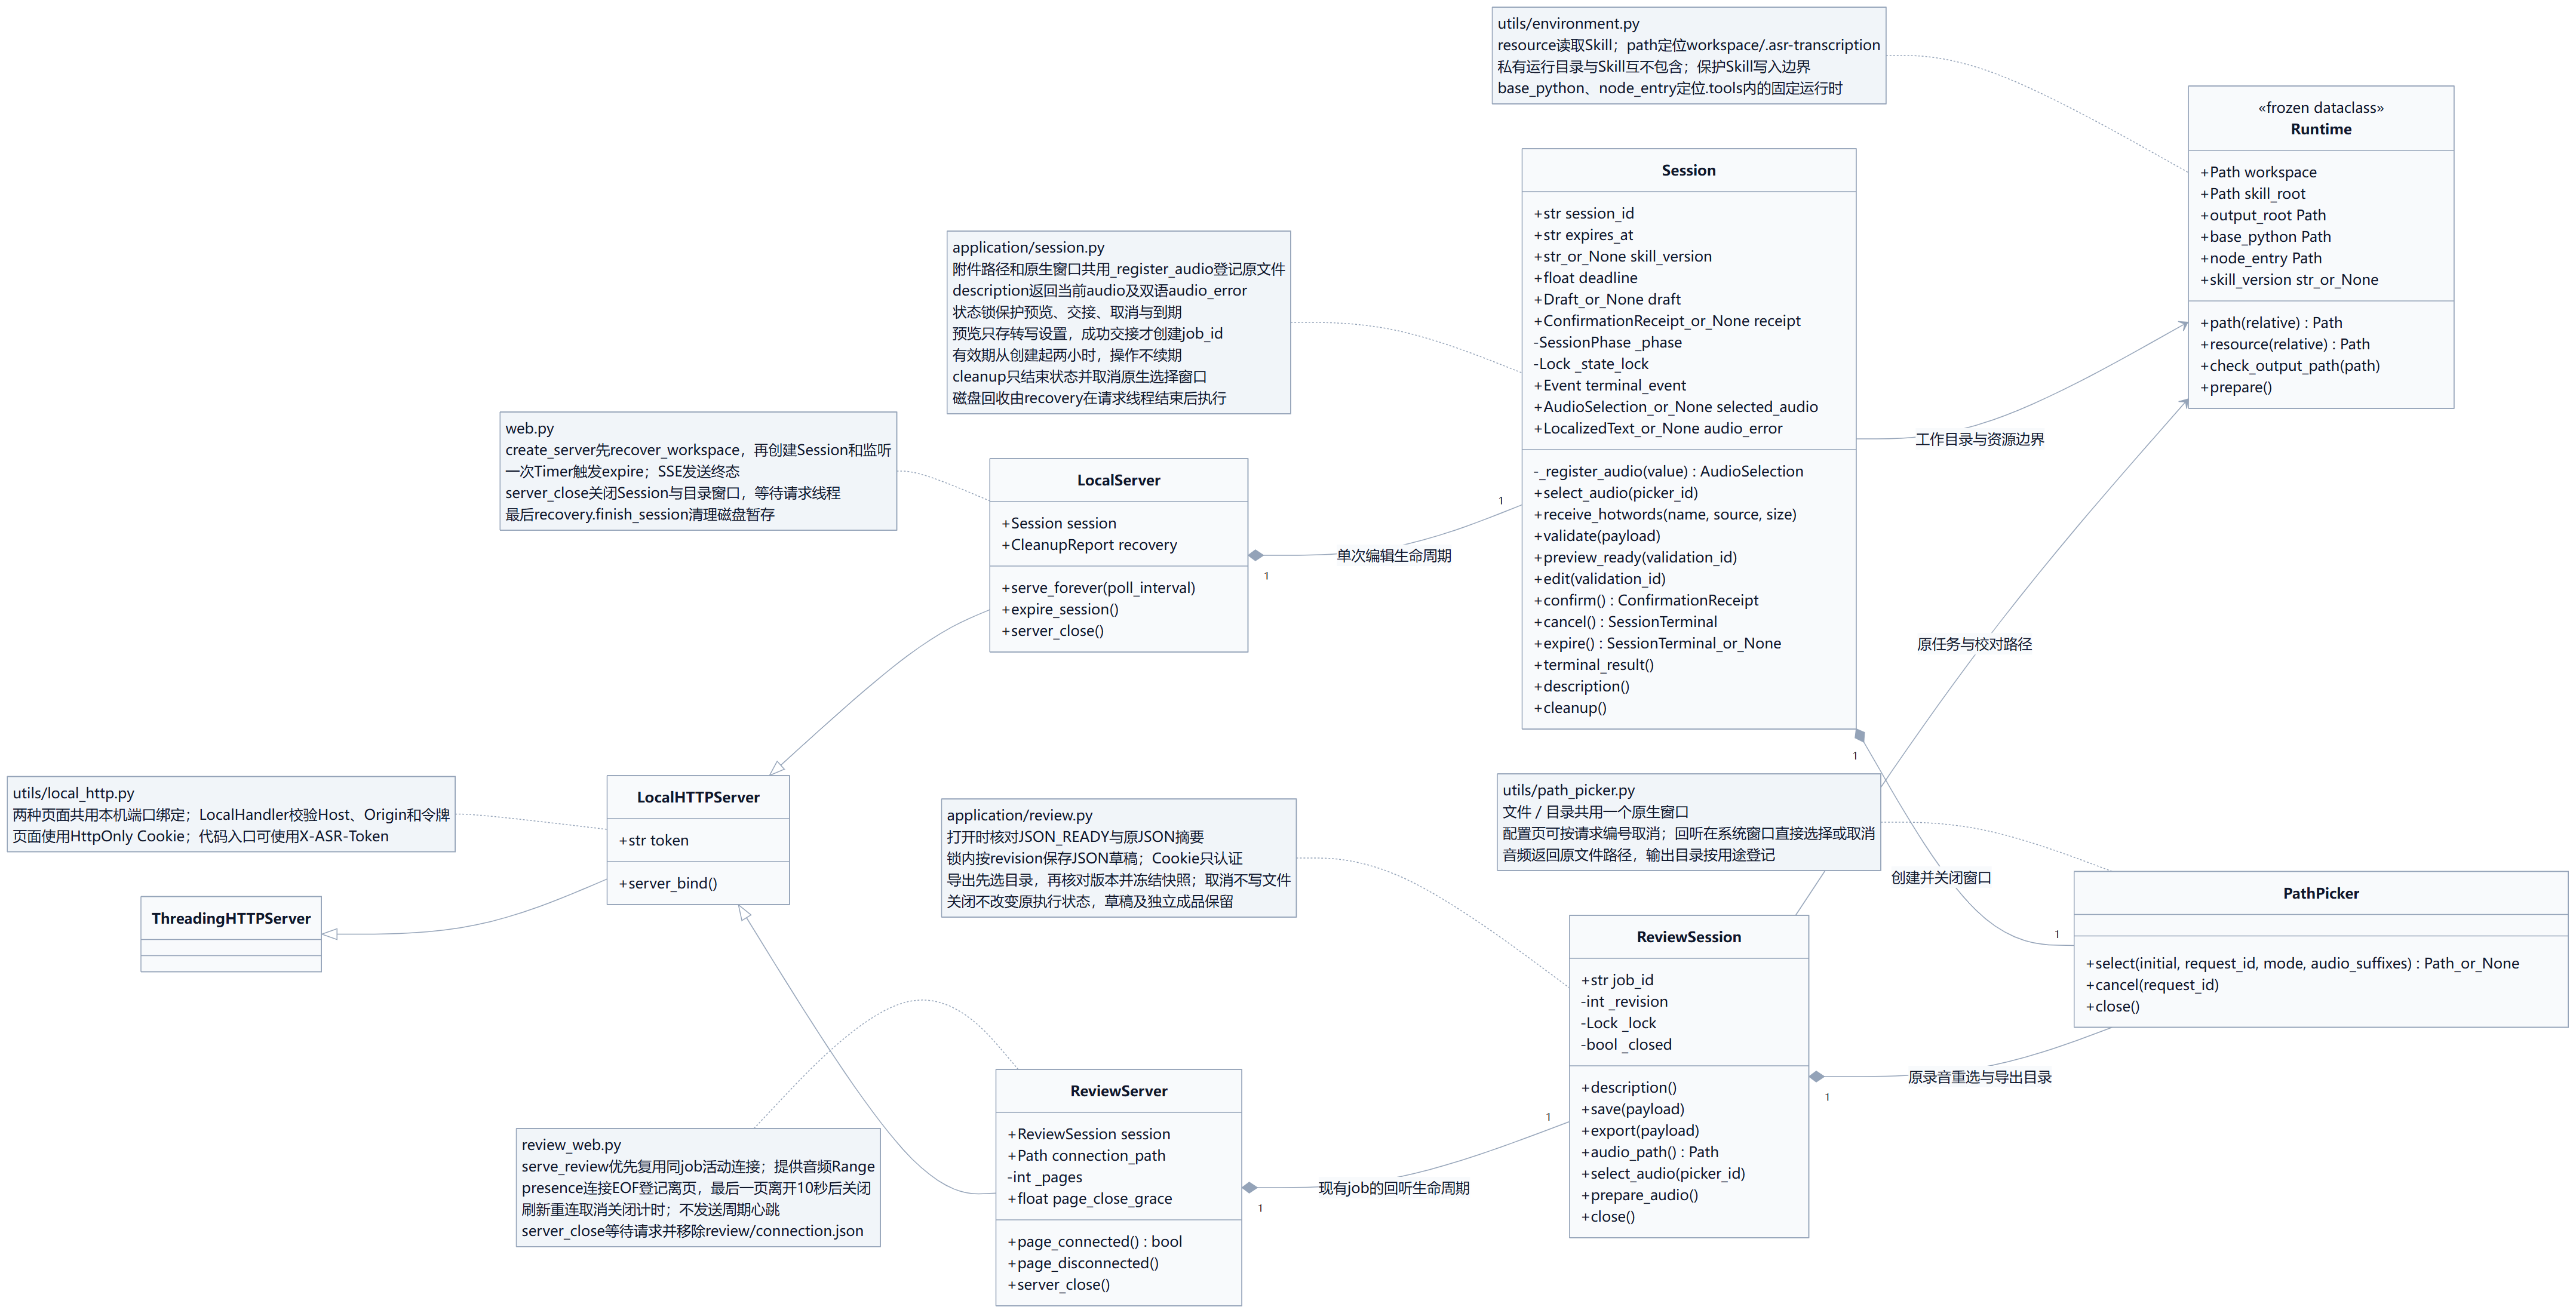 utils/environment.py
resource读取Skill；path定位workspace/.asr-transcription
私有运行目录与Skill互不包含；保护Skill写入边界
base_python、node_entry定位.tools内的固定运行时
«frozen dataclass»
Runtime
+Path workspace
+Path skill_root
+output_root Path
+base_python Path
+node_entry Path
+skill_version str_or_None
+path(relative) : Path
+resource(relative) : Path
+check_output_path(path)
+prepare()
Session
+str session_id
+str expires_at
+str_or_None skill_version
+float deadline
+Draft_or_None draft
+ConfirmationReceipt_or_None receipt
-SessionPhase _phase
-Lock _state_lock
+Event terminal_event
+AudioSelection_or_None selected_audio
+LocalizedText_or_None audio_error
-_register_audio(value) : AudioSelection
+select_audio(picker_id)
+receive_hotwords(name, source, size)
+validate(payload)
+preview_ready(validation_id)
+edit(validation_id)
+confirm() : ConfirmationReceipt
+cancel() : SessionTerminal
+expire() : SessionTerminal_or_None
+terminal_result()
+description()
+cleanup()
application/session.py
附件路径和原生窗口共用_register_audio登记原文件
description返回当前audio及双语audio_error
状态锁保护预览、交接、取消与到期
预览只存转写设置，成功交接才创建job_id
有效期从创建起两小时，操作不续期
cleanup只结束状态并取消原生选择窗口
磁盘回收由recovery在请求线程结束后执行
web.py
create_server先recover_workspace，再创建Session和监听
一次Timer触发expire；SSE发送终态
server_close关闭Session与目录窗口，等待请求线程
最后recovery.finish_session清理磁盘暂存
LocalServer
+Session session
+CleanupReport recovery
+serve_forever(poll_interval)
+expire_session()
+server_close()
1
单次编辑生命周期
1
工作目录与资源边界
原任务与校对路径
1
创建并关闭窗口
1
utils/local_http.py
两种页面共用本机端口绑定；LocalHandler校验Host、Origin和令牌
页面使用HttpOnly Cookie；代码入口可使用X-ASR-Token
LocalHTTPServer
+str token
+server_bind()
ThreadingHTTPServer
application/review.py
打开时核对JSON_READY与原JSON摘要
锁内按revision保存JSON草稿；Cookie只认证
导出先选目录，再核对版本并冻结快照；取消不写文件
关闭不改变原执行状态，草稿及独立成品保留
utils/path_picker.py
文件 / 目录共用一个原生窗口
配置页可按请求编号取消；回听在系统窗口直接选择或取消
音频返回原文件路径，输出目录按用途登记
PathPicker
+select(initial, request_id, mode, audio_suffixes) : Path_or_None
+cancel(request_id)
+close()
ReviewSession
+str job_id
-int _revision
-Lock _lock
-bool _closed
+description()
+save(payload)
+export(payload)
+audio_path() : Path
+select_audio(picker_id)
+prepare_audio()
+close()
原录音重选与导出目录
1
review_web.py
serve_review优先复用同job活动连接；提供音频Range
presence连接EOF登记离页，最后一页离开10秒后关闭
刷新重连取消关闭计时；不发送周期心跳
server_close等待请求并移除review/connection.json
ReviewServer
+ReviewSession session
+Path connection_path
-int _pages
+float page_close_grace
+page_connected() : bool
+page_disconnected()
+server_close()
1
现有job的回听生命周期
1